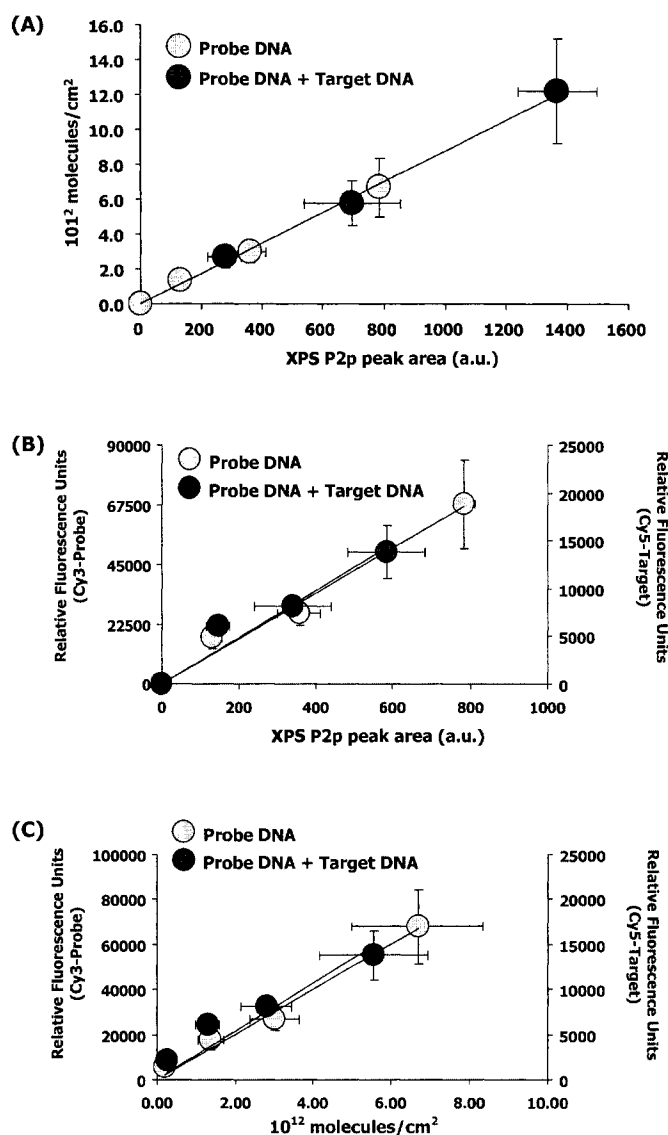 (A)
Probe DNA
Probe DNA + Target DNA
16.0
14.0
12.0
10.0
8.0
6.0
4.0
2.0
0.0
101² molecules/cm²
0 200 400 600 800 1000 1200 1400 1600
XPS P2p peak area (a.u.)
(B)
Probe DNA
Probe DNA + Target DNA
90000
67500
45000
22500
0
Relative Fluorescence Units
(Cy3-Probe)
25000
20000
15000
10000
5000
0
Relative Fluorescence Units
(Cy5-Target)
0 200 400 600 800 1000
XPS P2p peak area (a.u.)
(C)
Probe DNA
Probe DNA + Target DNA
100000
80000
60000
40000
20000
0
Relative Fluorescence Units
(Cy3-Probe)
25000
20000
15000
10000
5000
0
Relative Fluorescence Units
(Cy5-Target)
0.00 2.00 4.00 6.00 8.00 10.00
10¹² molecules/cm²